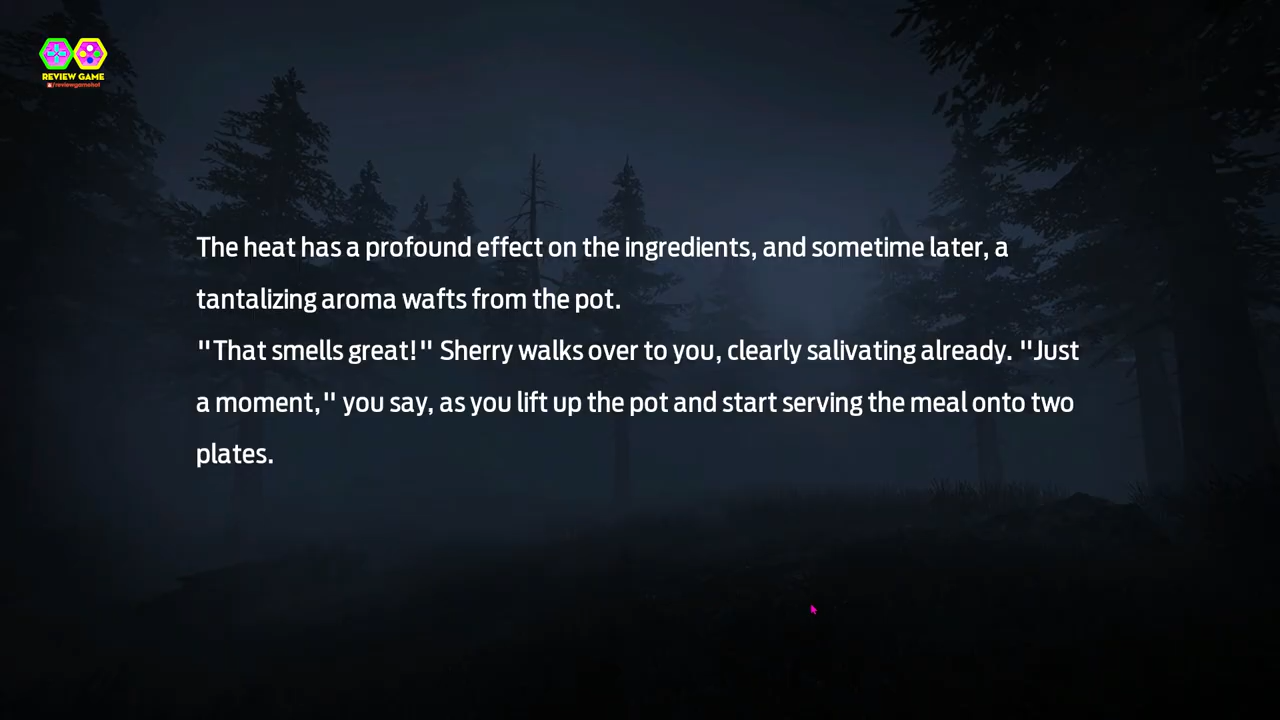 REVIEW GAME
/reviewgamehot
The heat has a profound effect on the ingredients, and sometime later, a
tantalizing aroma wafts from the pot.
"That smells great!" Sherry walks over to you, clearly salivating already. "Just
a moment," you say, as you lift up the pot and start serving the meal onto two
plates.